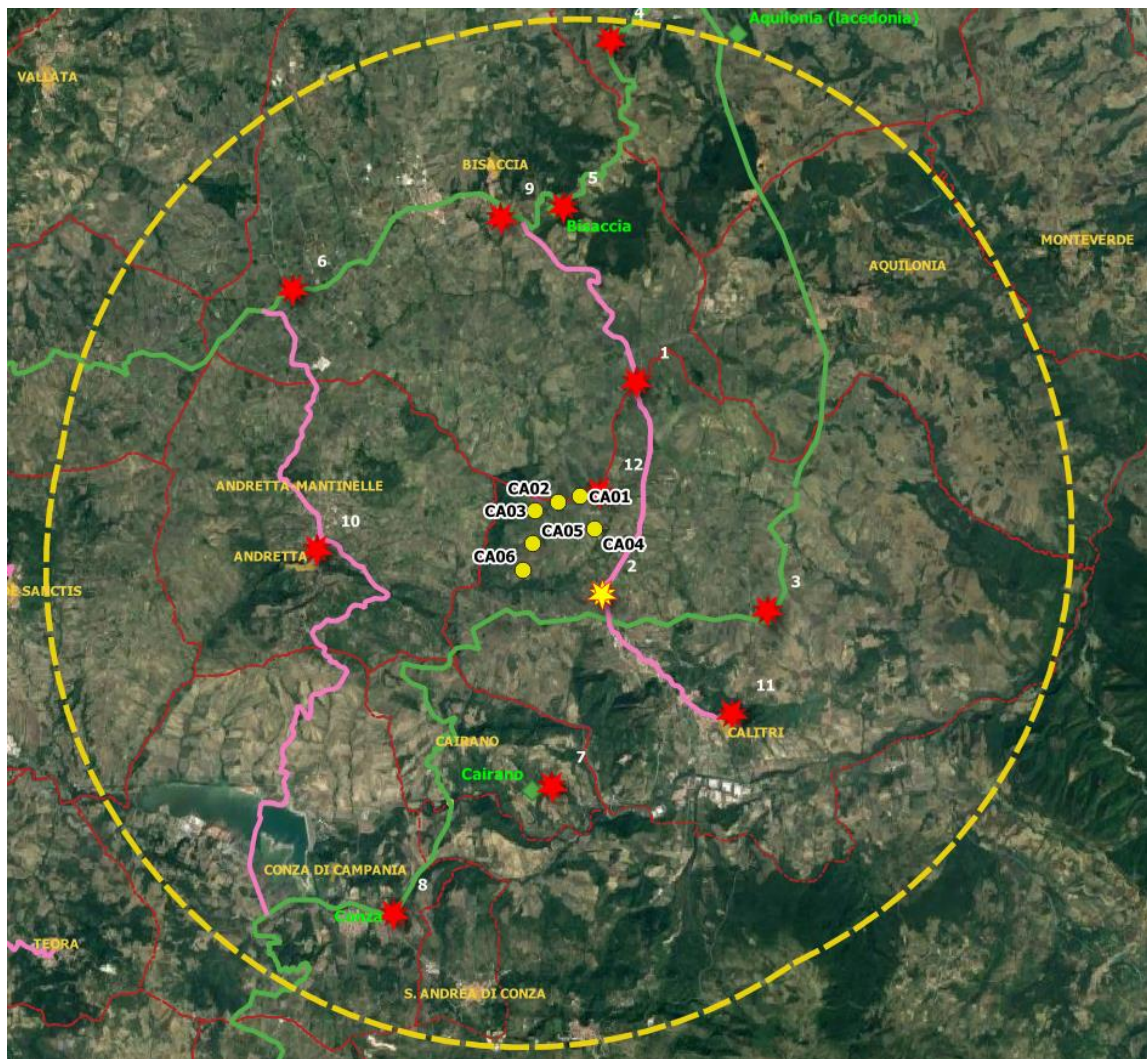 4
Aquilonia (lacedonia)
VALLATA
BISACCIA
9
5
Bisaccia
MONTEVERDE
AQUILONIA
6
1
12
ANDRETTA-MANTINELLE
CA02
CA01
CA03
CA05
CA04
10
ANDRETTA
CA06
2
3
DE SANCTIS
11
CALITRI
CAIRANO
7
Cairano
CONZA DI CAMPANIA
8
Conza
TEORA
S. ANDREA DI CONZA